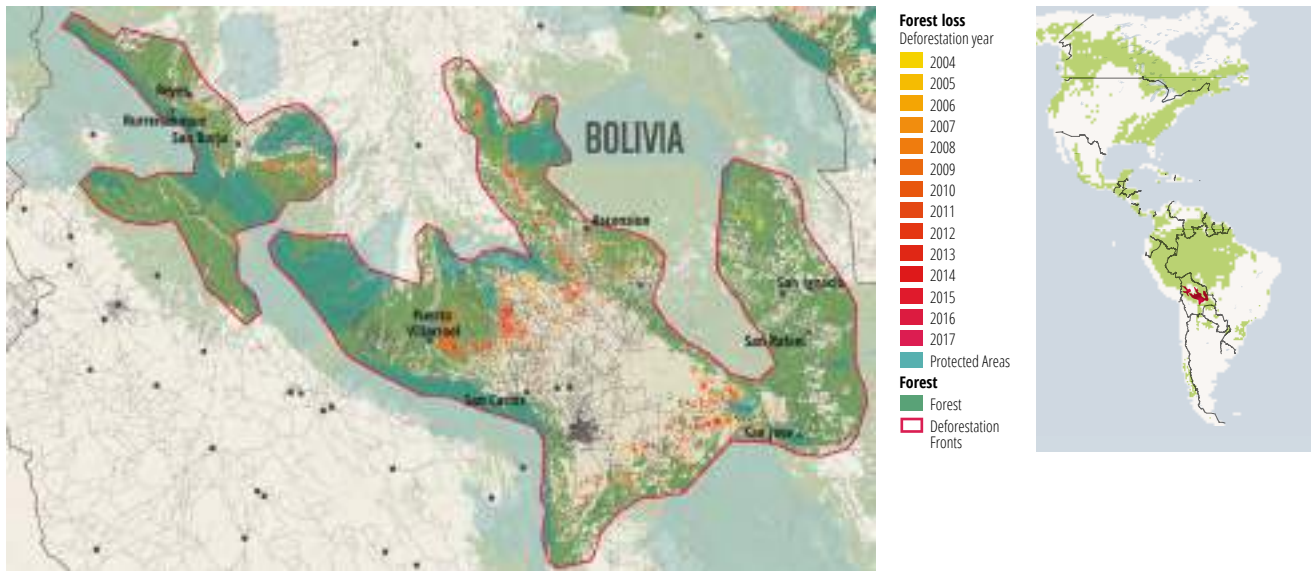 Reyes
Rurrenabaque
San Borja
BOLIVIA
Ascension
San Ignacio
Puerto
Villarroel
San Rafael
San Carlos
San Jose
Forest loss
Deforestation year
2004
2005
2006
2007
2008
2009
2010
2011
2012
2013
2014
2015
2016
2017
Protected Areas
Forest
Forest
Deforestation
Fronts